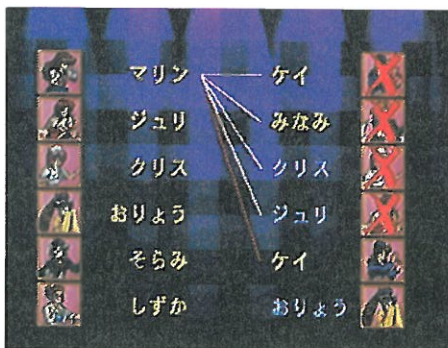 マリン ケイ
ジュリ みなみ
クリス クリス
おりょう ジュリ
そらみ ケイ
しずか おりょう